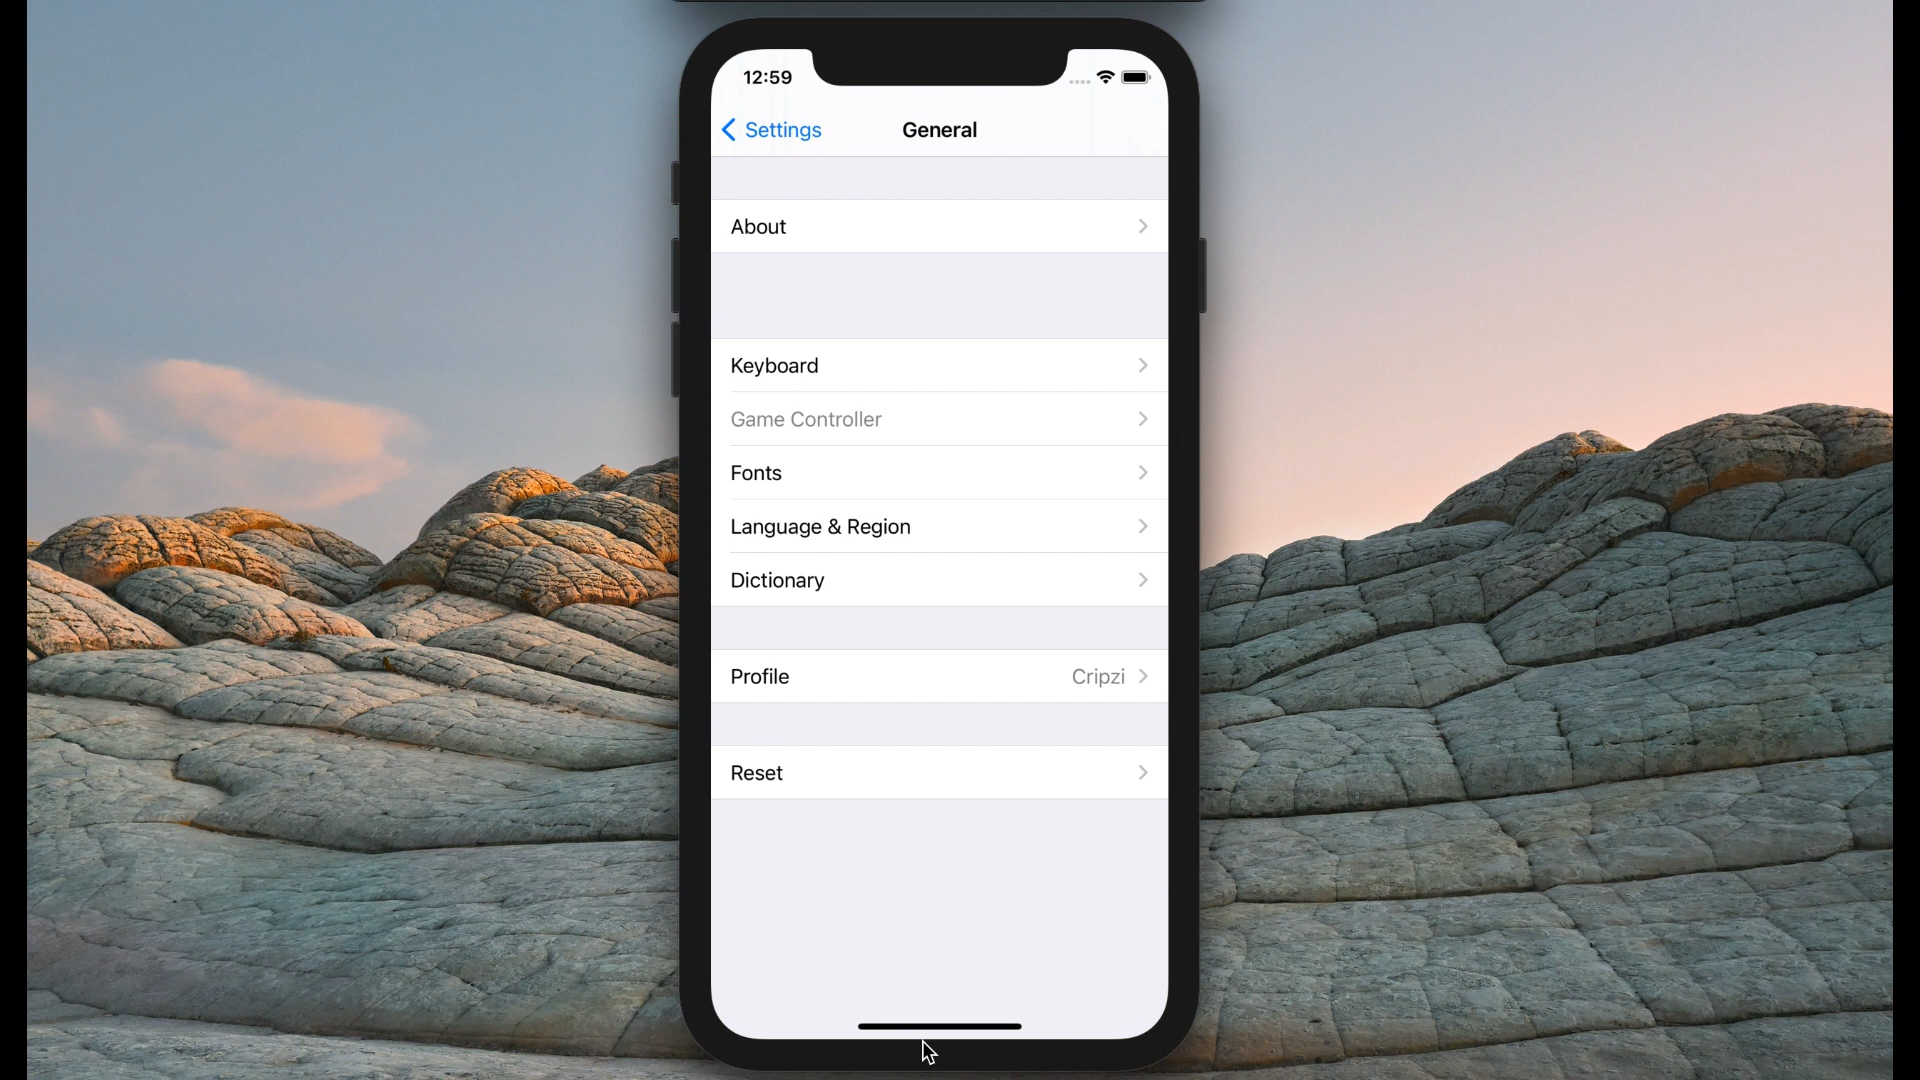 12:59
Settings
General
About
Keyboard
Game Controller
Fonts
Language & Region
Dictionary
Profile
Cripzi
Reset